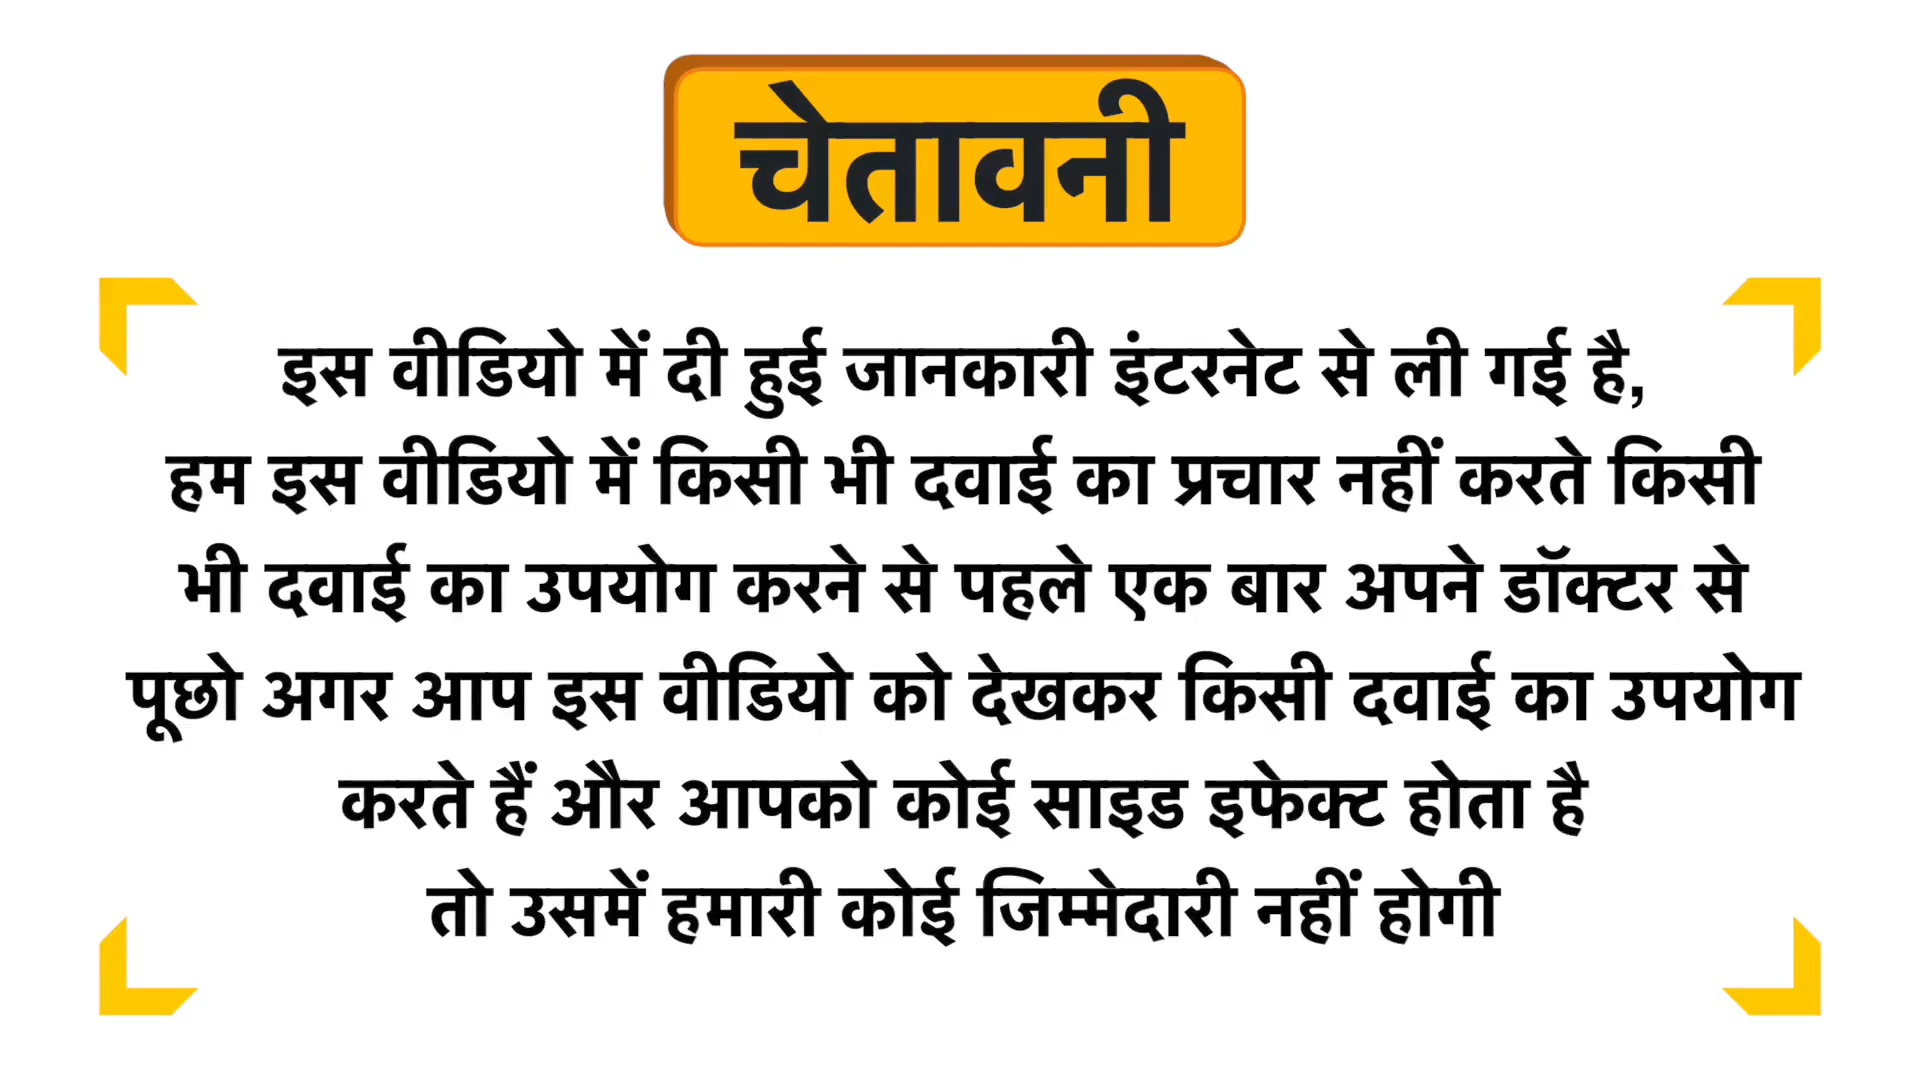 चेतावनी
इस वीडियो में दी हुई जानकारी इंटरनेट से ली गई है,
हम इस वीडियो में किसी भी दवाई का प्रचार नहीं करते किसी
भी दवाई का उपयोग करने से पहले एक बार अपने डॉक्टर से
पूछो अगर आप इस वीडियो को देखकर किसी दवाई का उपयोग
करते हैं और आपको कोई साइड इफेक्ट होता है
तो उसमें हमारी कोई जिम्मेदारी नहीं होगी